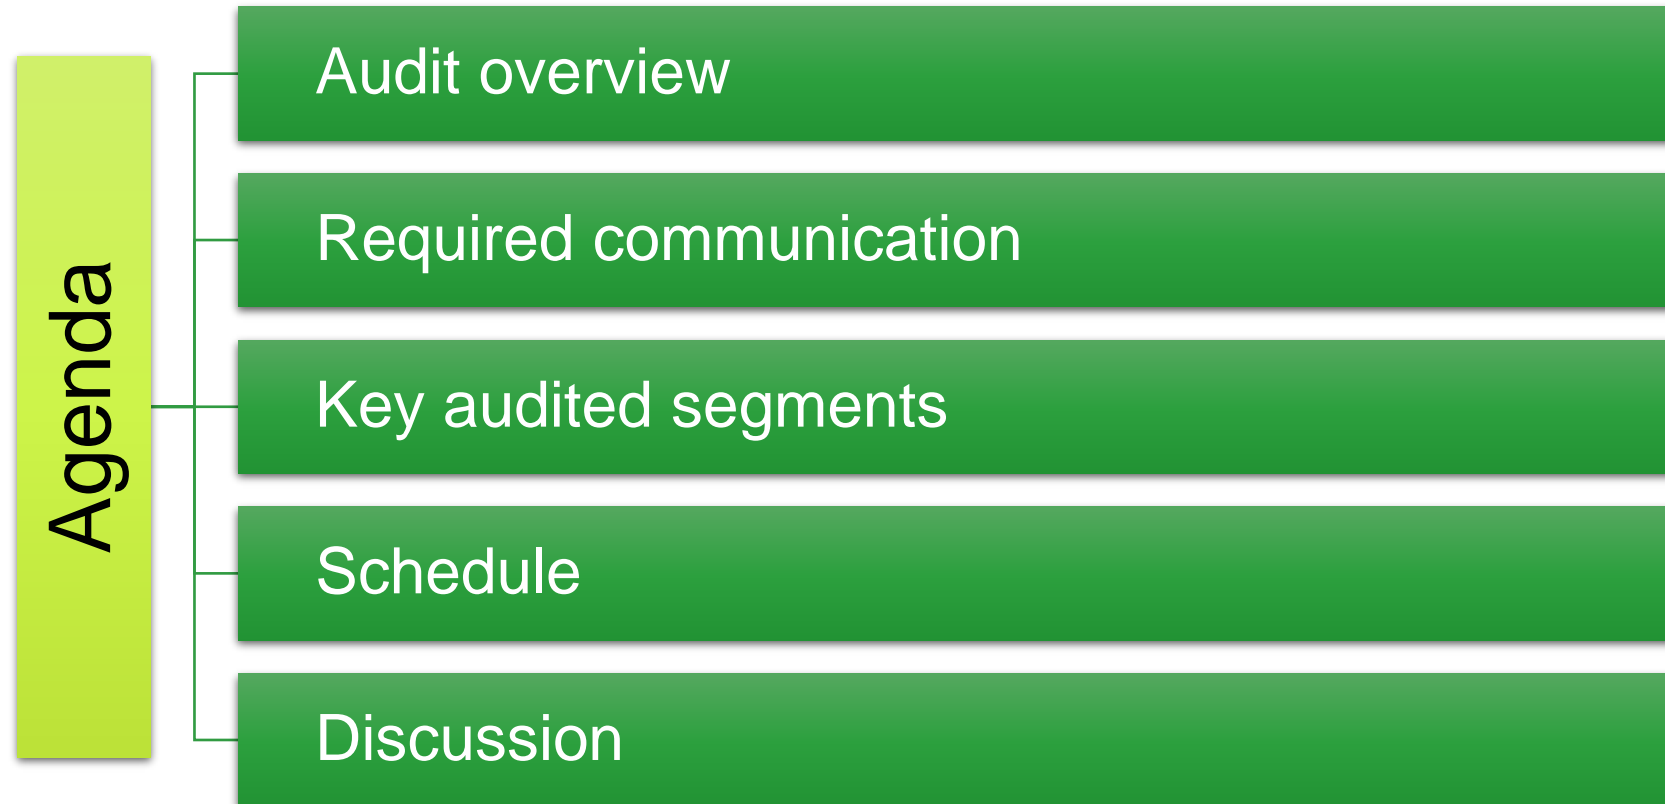 Agenda
Audit overview
Required communication
Key audited segments
Schedule
Discussion